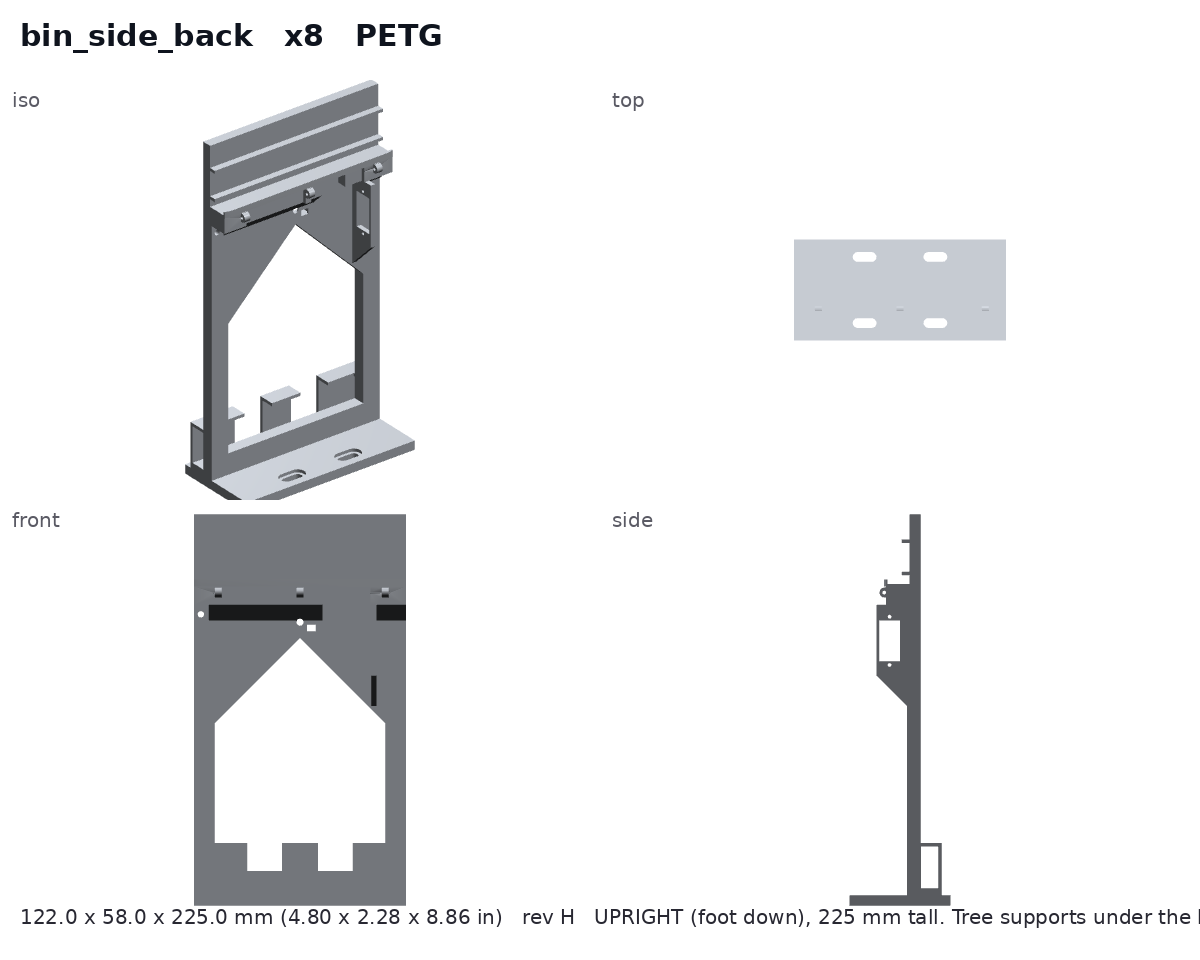 bin_side_back x8 PETG
iso
top
front
side
122.0 x 58.0 x 225.0 mm (4.80 x 2.28 x 8.86 in) rev H UPRIGHT (foot down), 225 mm tall. Tree supports under the